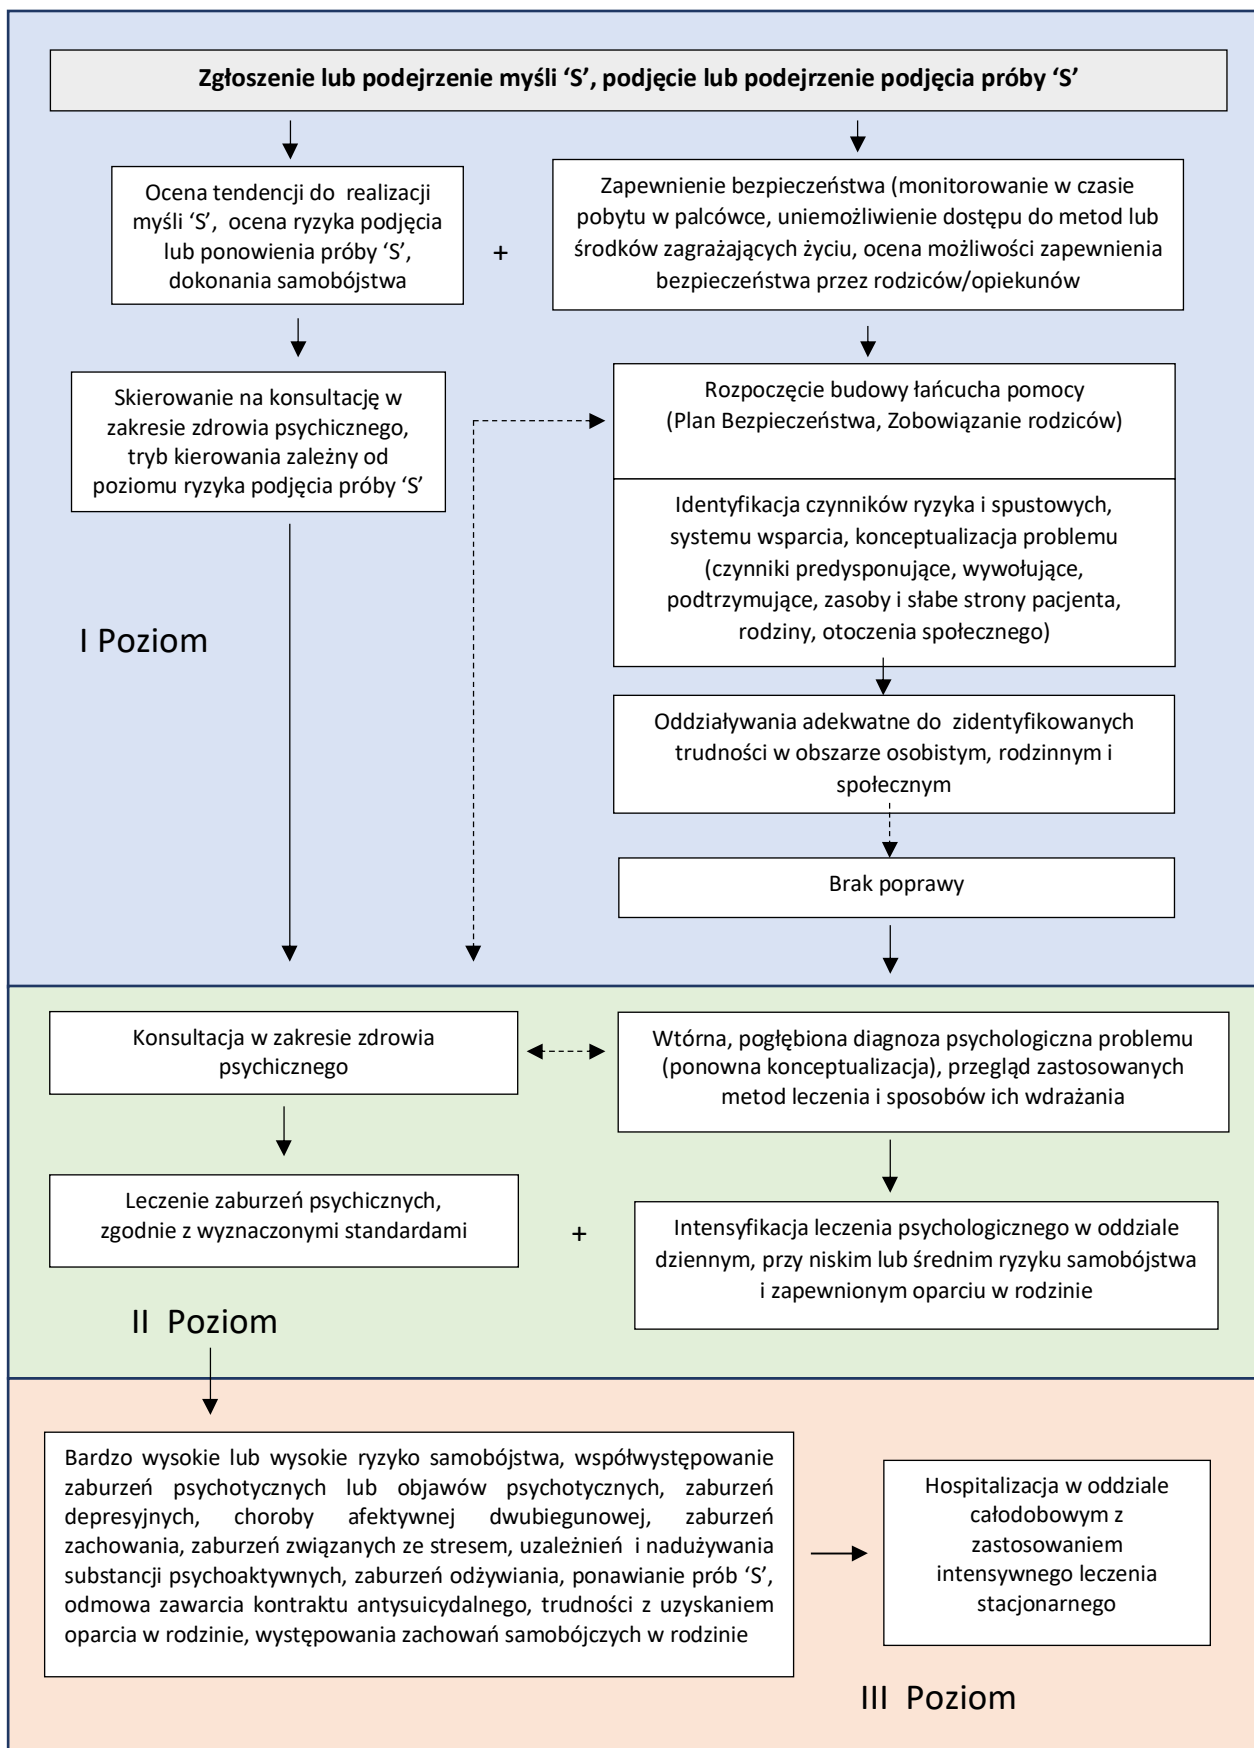 Zgłoszenie lub podejrzenie myśli ‘S’, podjęcie lub podejrzenie podjęcia próby ‘S’
Ocena tendencji do realizacji
myśli ‘S’, ocena ryzyka podjęcia
lub ponowienia próby ‘S’,
dokonania samobójstwa
+
Zapewnienie bezpieczeństwa (monitorowanie w czasie
pobytu w palcówce, uniemożliwienie dostępu do metod lub
środków zagrażających życiu, ocena możliwości zapewnienia
bezpieczeństwa przez rodziców/opiekunów
Skierowanie na konsultację w
zakresie zdrowia psychicznego,
tryb kierowania zależny od
poziomu ryzyka podjęcia próby ‘S’
Rozpoczęcie budowy łańcucha pomocy
(Plan Bezpieczeństwa, Zobowiązanie rodziców)
Identyfikacja czynników ryzyka i spustowych,
systemu wsparcia, konceptualizacja problemu
(czynniki predysponujące, wywołujące,
podtrzymujące, zasoby i słabe strony pacjenta,
rodziny, otoczenia społecznego)
I Poziom
Oddziaływania adekwatne do zidentyfikowanych
trudności w obszarze osobistym, rodzinnym i
społecznym
Brak poprawy
Konsultacja w zakresie zdrowia
psychicznego
Wtórna, pogłębiona diagnoza psychologiczna problemu
(ponowna konceptualizacja), przegląd zastosowanych
metod leczenia i sposobów ich wdrażania
Leczenie zaburzeń psychicznych,
zgodnie z wyznaczonymi standardami
+
Intensyfikacja leczenia psychologicznego w oddziale
dziennym, przy niskim lub średnim ryzyku samobójstwa
i zapewnionym oparciu w rodzinie
II Poziom
Bardzo wysokie lub wysokie ryzyko samobójstwa, współwystępowanie
zaburzeń psychotycznych lub objawów psychotycznych, zaburzeń
depresyjnych, choroby afektywnej dwubiegunowej, zaburzeń
zachowania, zaburzeń związanych ze stresem, uzależnień i nadużywania
substancji psychoaktywnych, zaburzeń odżywiania, ponawianie prób ‘S’,
odmowa zawarcia kontraktu antysuicydalnego, trudności z uzyskaniem
oparcia w rodzinie, występowania zachowań samobójczych w rodzinie
Hospitalizacja w oddziale
całodobowym z
zastosowaniem
intensywnego leczenia
stacjonarnego
III Poziom